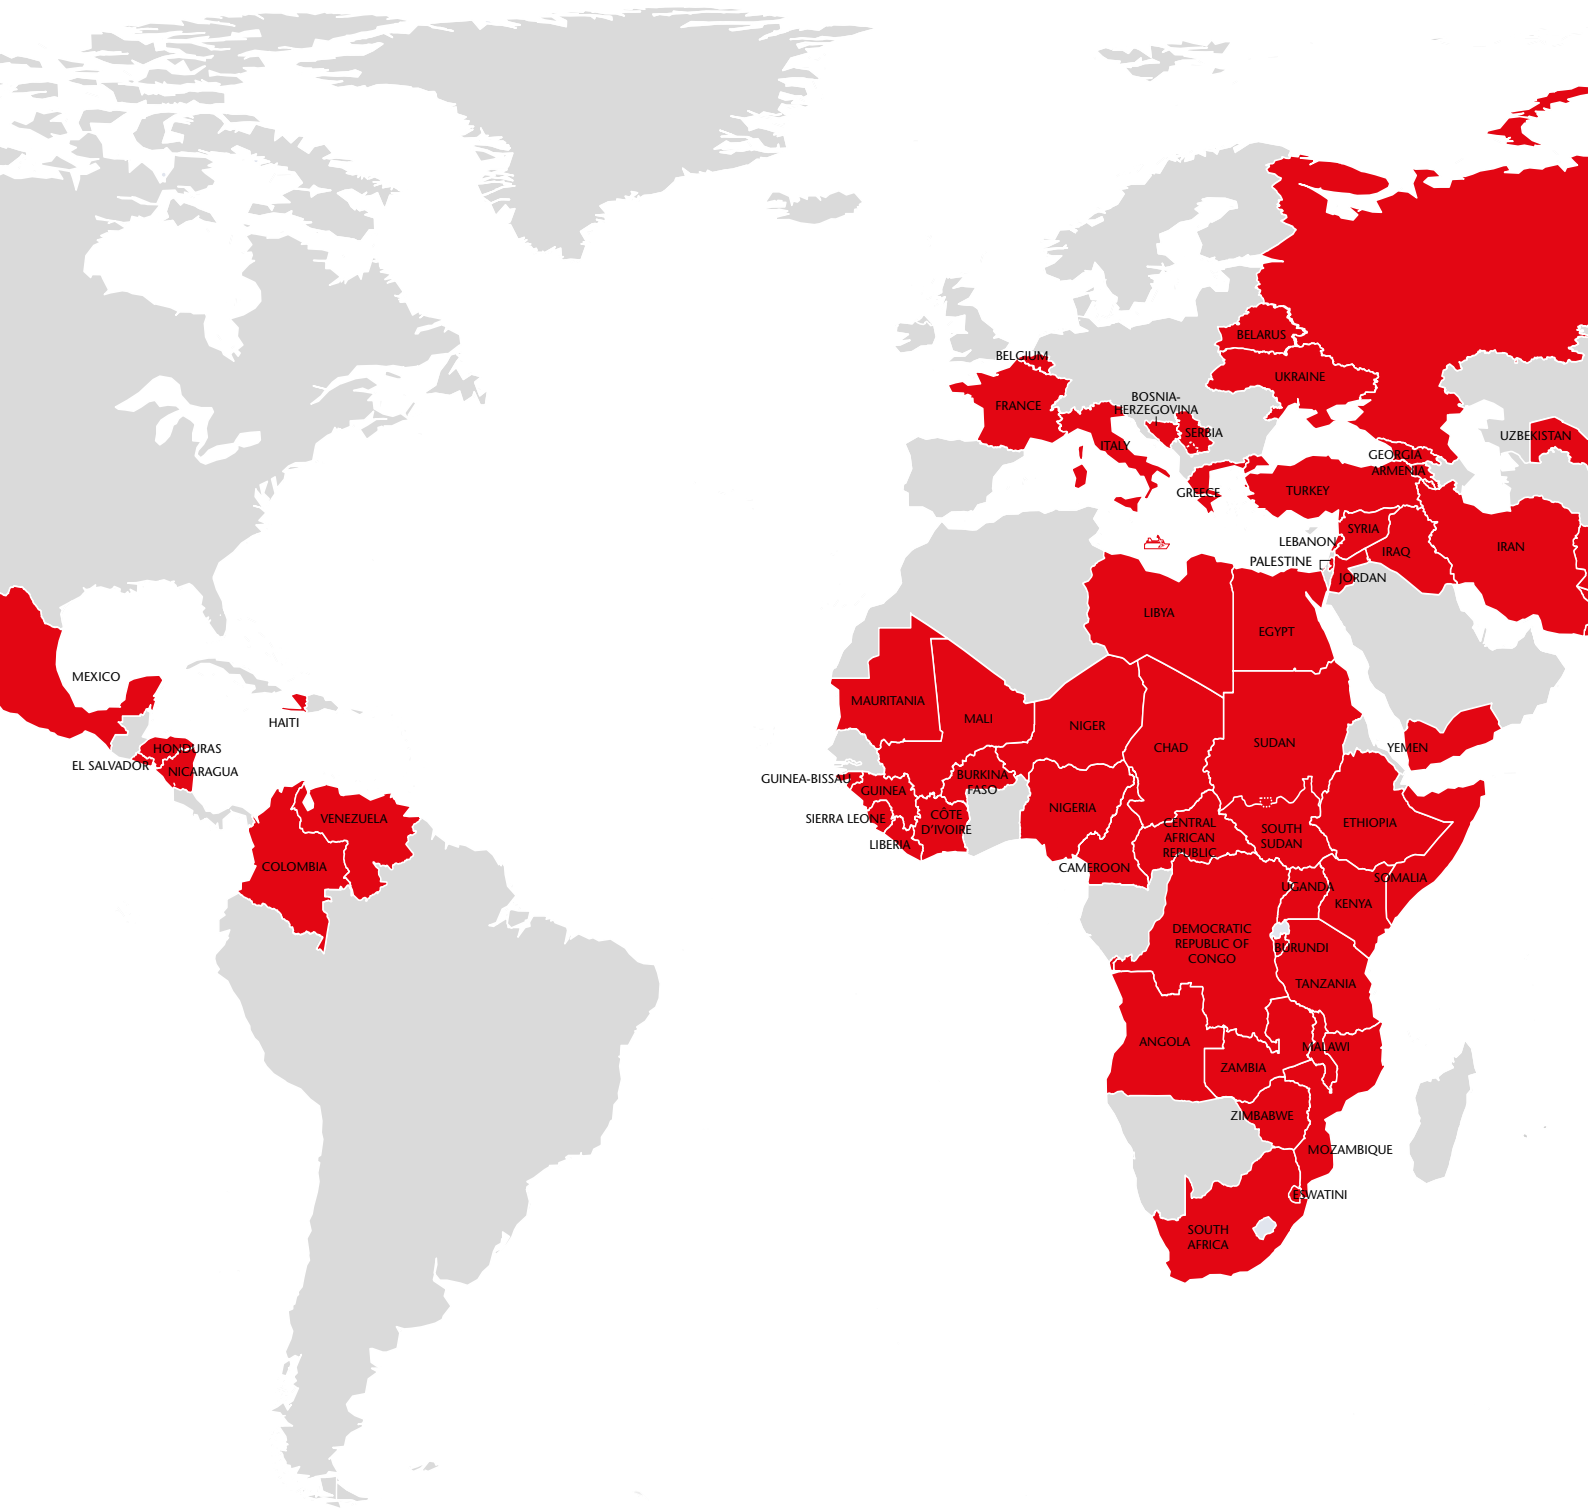 BELARUS
BELGIUM
UKRAINE
BOSNIA-
HERZEGOVINA
FRANCE
SERBIA
UZBEKISTAN
ITALY
GEORGIA
ARMENIA
GREECE
TURKEY
SYRIA
LEBANON
IRAQ
IRAN
PALESTINE
JORDAN
LIBYA
EGYPT
MEXICO
HAITI
MAURITANIA
MALI
NIGER
CHAD
SUDAN
YEMEN
HONDURAS
EL SALVADOR
NICARAGUA
GUINEA-BISSAU
GUINEA
BURKINA
FASO
SIERRA LEONE
CÔTE
D'IVOIRE
LIBERIA
NIGERIA
CENTRAL
AFRICAN
REPUBLIC
SOUTH
SUDAN
ETHIOPIA
VENEZUELA
COLOMBIA
CAMEROON
UGANDA
SOMALIA
KENYA
DEMOCRATIC
REPUBLIC OF
CONGO
BURUNDI
TANZANIA
ANGOLA
MALAWI
ZAMBIA
ZIMBABWE
MOZAMBIQUE
ESWATINI
SOUTH
AFRICA